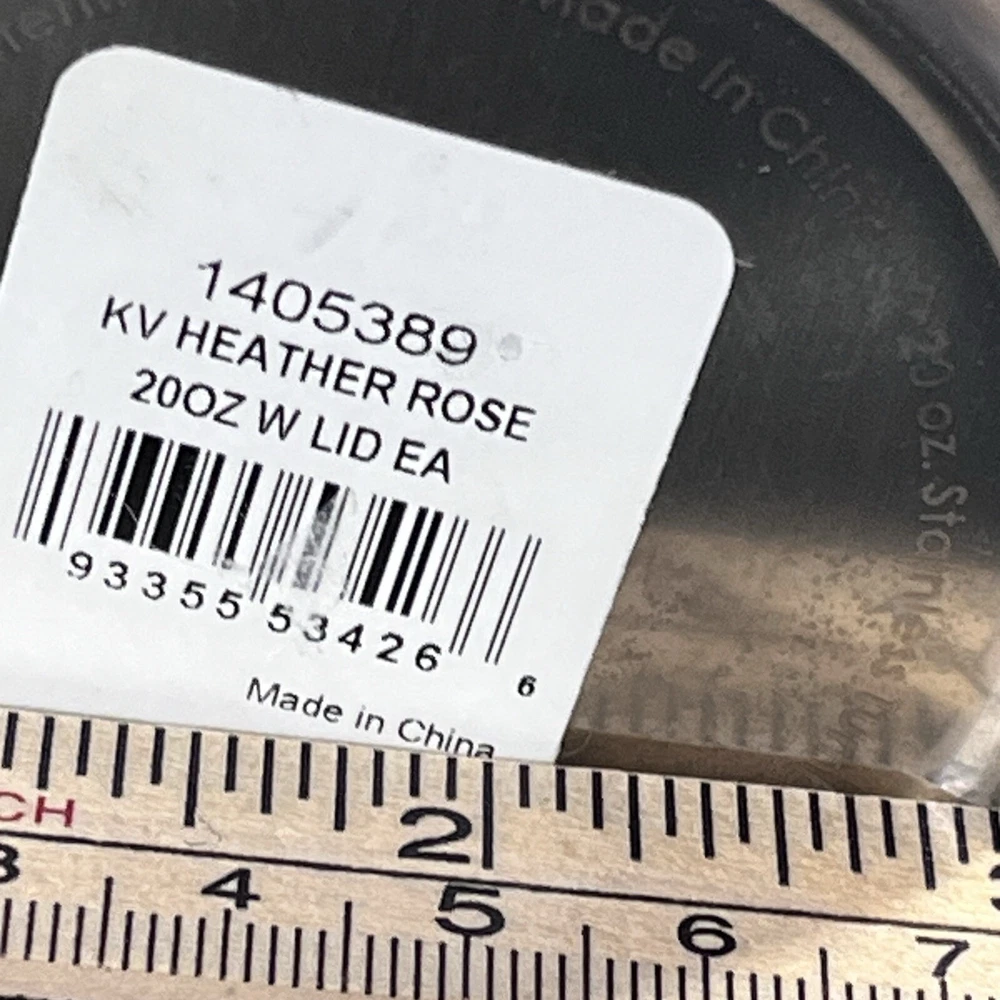 Made in China
1405389
KV HEATHER ROSE
20OZ W LID EA
93355 53426 6
Made in China
20 oz. Stainless
CH
2
3 4 5 6 7